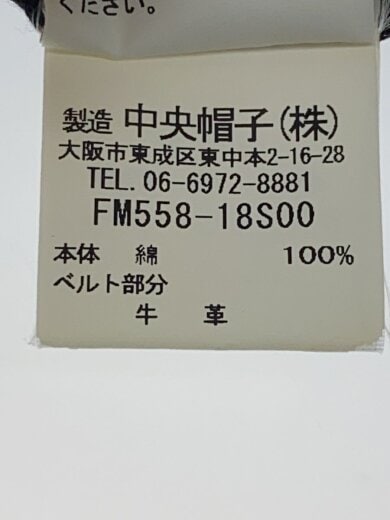 ください。
製造 中央帽子(株)
大阪市東成区東中本2-16-28
TEL. 06-6972-8881
FM558-18S00
本体 綿 100%
ベルト部分
牛 革